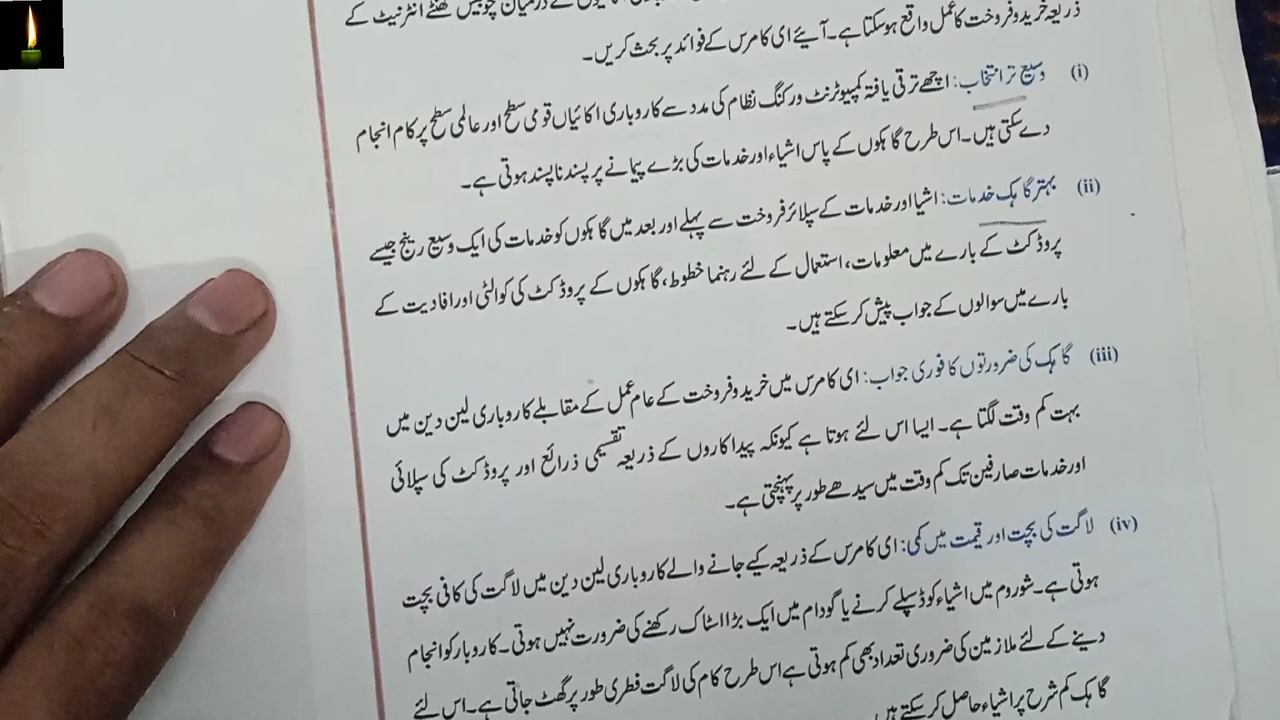 درمیان چوبیس گھنٹے انٹرنیٹ کے
ذریعہ خرید و فروخت کا عمل واقع ہوسکتا ہے۔ آیئے ای کامرس کے فوائد پر بحث کریں۔
(i) وسیع تر انتخاب: اچھے ترقی یافتہ کمپیوٹر نٹ ورکنگ نظام کی مدد سے کاروباری اکائیاں قومی سطح اور عالمی سطح پر کام انجام
دے سکتی ہیں۔ اس طرح گاہکوں کے پاس اشیاء اور خدمات کی بڑے پیمانے پر پسند نا پسند ہوتی ہے۔
(ii) بہتر گاہک خدمات: اشیا اور خدمات کے سپلائر فروخت سے پہلے اور بعد میں گاہکوں کو خدمات کی ایک وسیع رینج جیسے
پروڈکٹ کے بارے میں معلومات، استعمال کے لئے رہنما خطوط، گاہکوں کے پروڈکٹ کی کوالٹی اور افادیت کے
بارے میں سوالوں کے جواب پیش کرسکتے ہیں۔
(iii) گاہک کی ضرورتوں کا فوری جواب: ای کامرس میں خرید و فروخت کے عام عمل کے مقابلے کاروباری لین دین میں
بہت کم وقت لگتا ہے۔ ایسا اس لئے ہوتا ہے کیونکہ پیداکاروں کے ذریعہ تقسیمی ذرائع اور پروڈکٹ کی سپلائی
اور خدمات صارفین تک کم وقت میں سیدھے طور پر پہنچتی ہے۔
(iv) لاگت کی بچت اور قیمت میں کمی: ای کامرس کے ذریعہ کیے جانے والے کاروباری لین دین میں لاگت کی کافی بچت
ہوتی ہے۔ شوروم میں اشیاء کو ڈسپلے کرنے یا گودام میں ایک بڑا اسٹاک رکھنے کی ضرورت نہیں ہوتی۔ کاروبار کو انجام
دینے کے لئے ملازمین کی ضروری تعداد بھی کم ہوتی ہے اس طرح کام کی لاگت فطری طور پر گھٹ جاتی ہے۔ اس لئے
گاہک کم شرح پر اشیاء حاصل کرسکتے ہیں